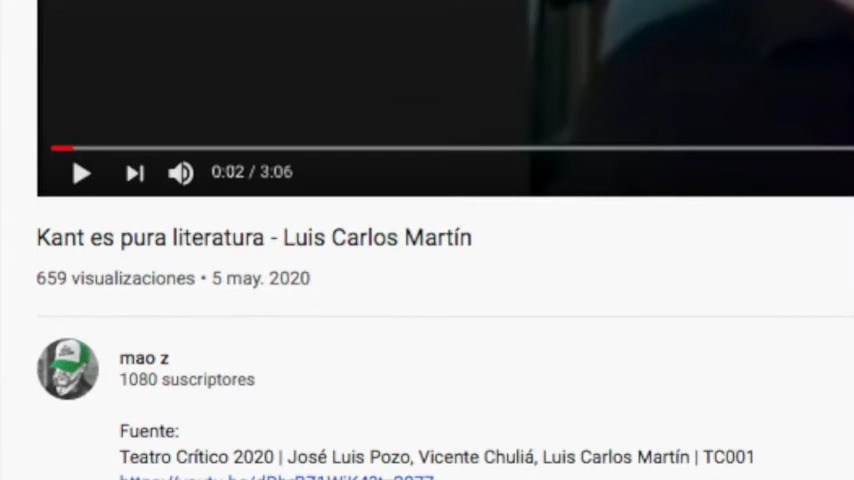 0:02 / 3:06
Kant es pura literatura - Luis Carlos Martín
659 visualizaciones • 5 may. 2020
mao z
1080 suscriptores
Fuente:
Teatro Crítico 2020 | José Luis Pozo, Vicente Chuliá, Luis Carlos Martín | TC001